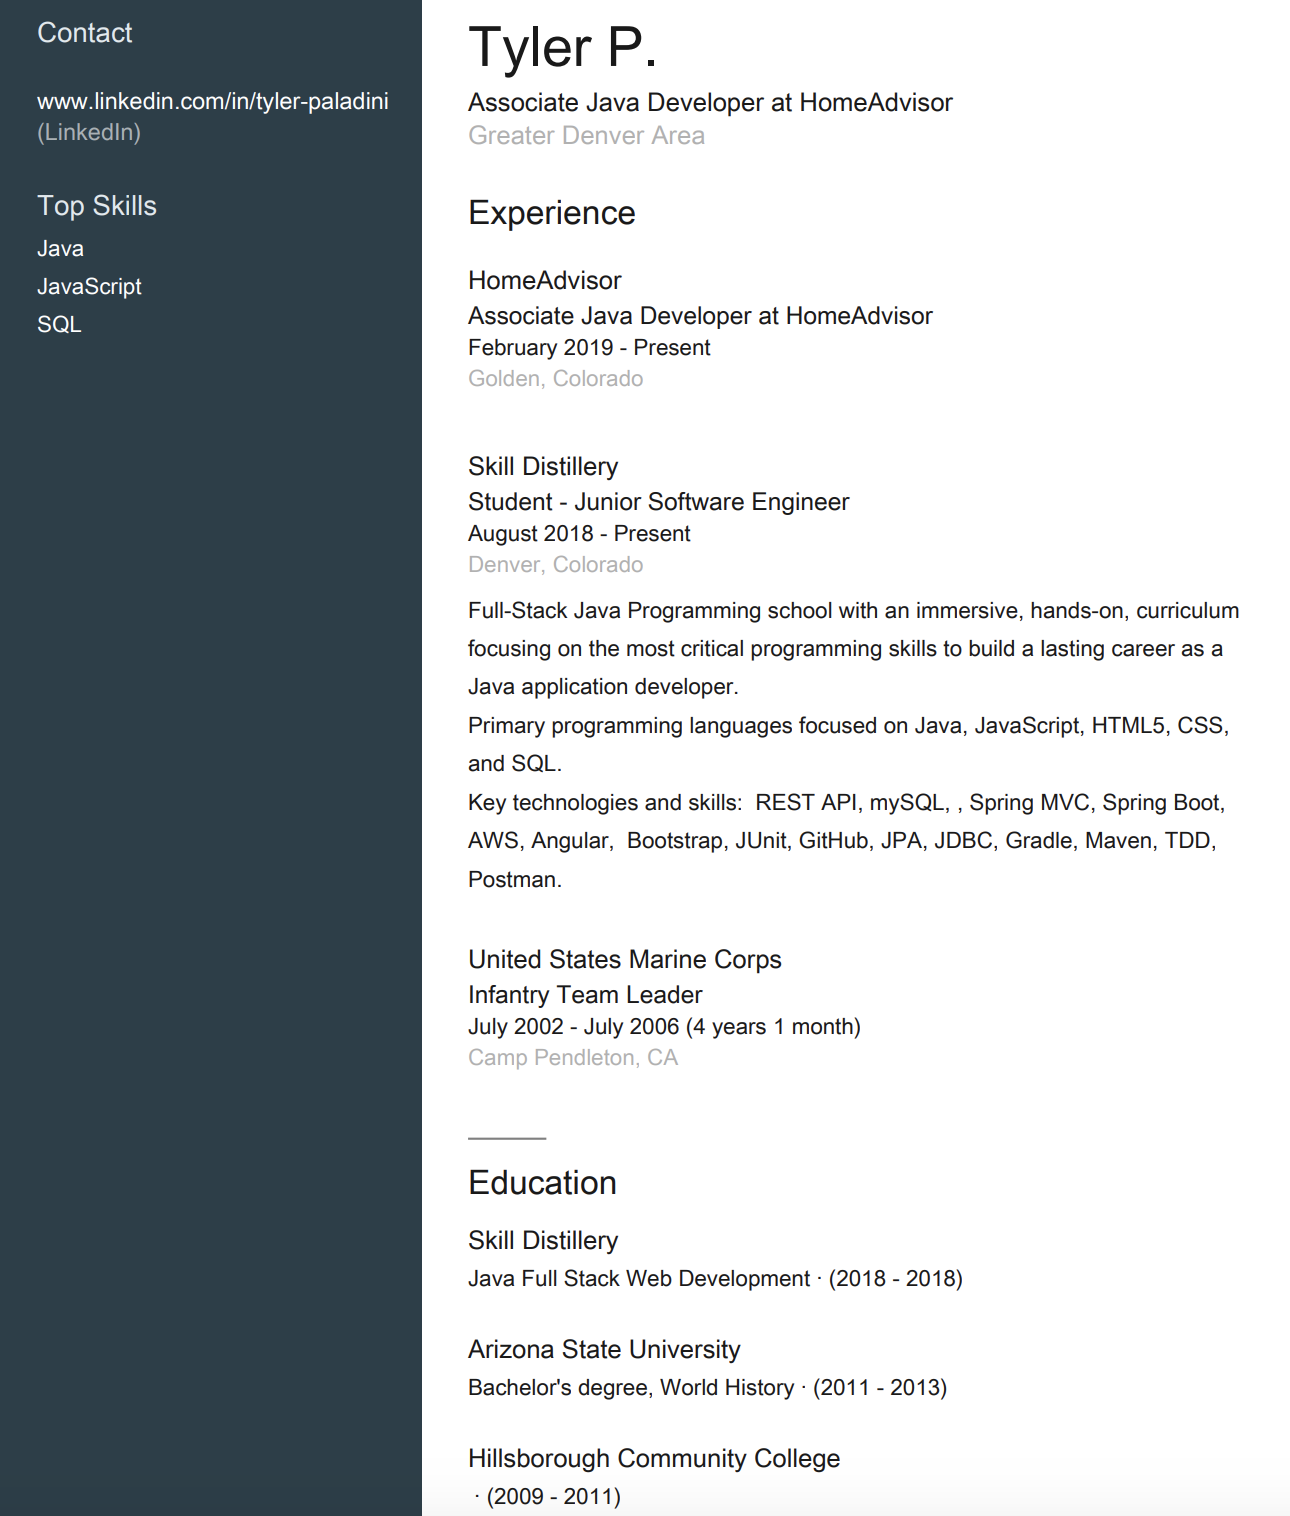 Contact
www.linkedin.com/in/tyler-paladini
(LinkedIn)
Top Skills
Java
JavaScript
SQL
Tyler P.
Associate Java Developer at HomeAdvisor
Greater Denver Area
Experience
HomeAdvisor
Associate Java Developer at HomeAdvisor
February 2019 - Present
Golden, Colorado
Skill Distillery
Student - Junior Software Engineer
August 2018 - Present
Denver, Colorado
Full-Stack Java Programming school with an immersive, hands-on, curriculum
focusing on the most critical programming skills to build a lasting career as a
Java application developer.
Primary programming languages focused on Java, JavaScript, HTML5, CSS,
and SQL.
Key technologies and skills:  REST API, mySQL, , Spring MVC, Spring Boot,
AWS, Angular,  Bootstrap, JUnit, GitHub, JPA, JDBC, Gradle, Maven, TDD,
Postman.
United States Marine Corps
Infantry Team Leader
July 2002 - July 2006 (4 years 1 month)
Camp Pendleton, CA
Education
Skill Distillery
Java Full Stack Web Development · (2018 - 2018)
Arizona State University
Bachelor's degree, World History · (2011 - 2013)
Hillsborough Community College
· (2009 - 2011)